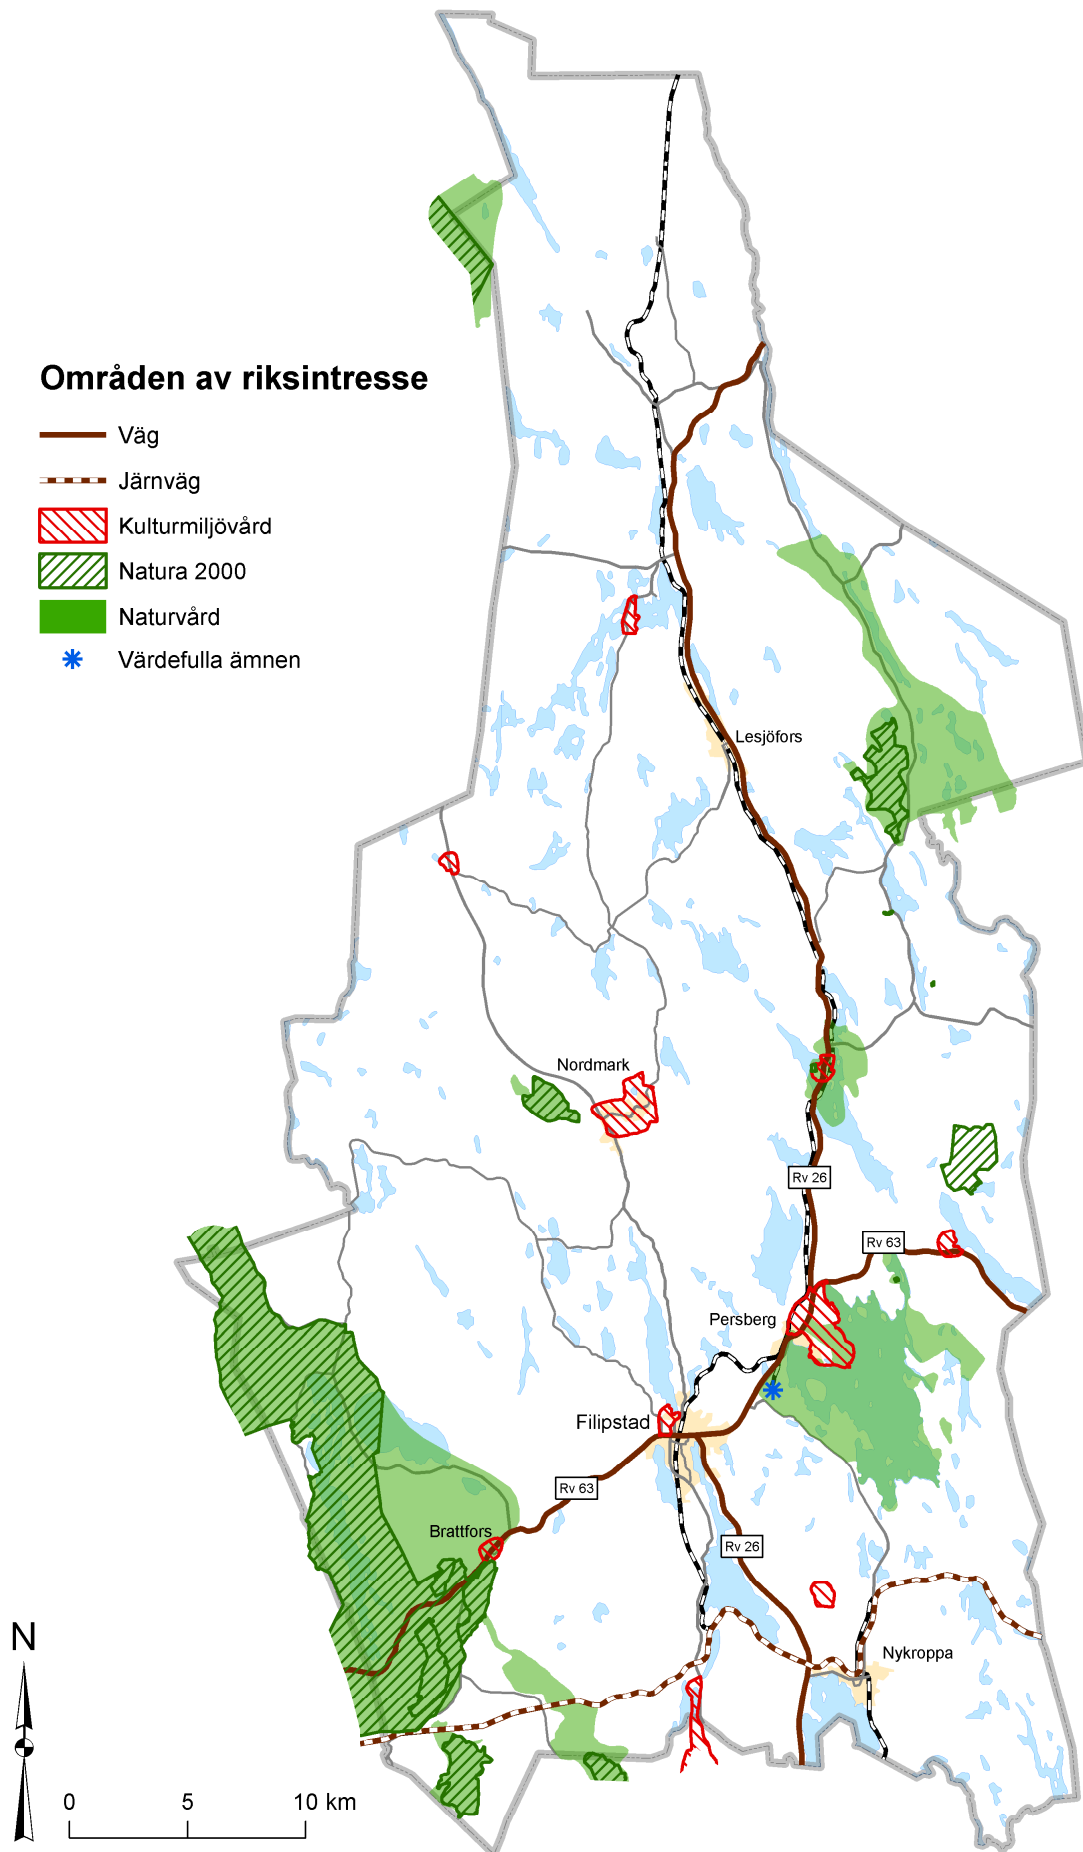 Områden av riksintresse
Väg
Järnväg
Kulturmiljövård
Natura 2000
Naturvård
Värdefulla ämnen
Lesjöfors
Nordmark
Rv 26
Rv 63
Persberg
Filipstad
Rv 63
Brattfors
Rv 26
Nykroppa
N
0 5 10 km